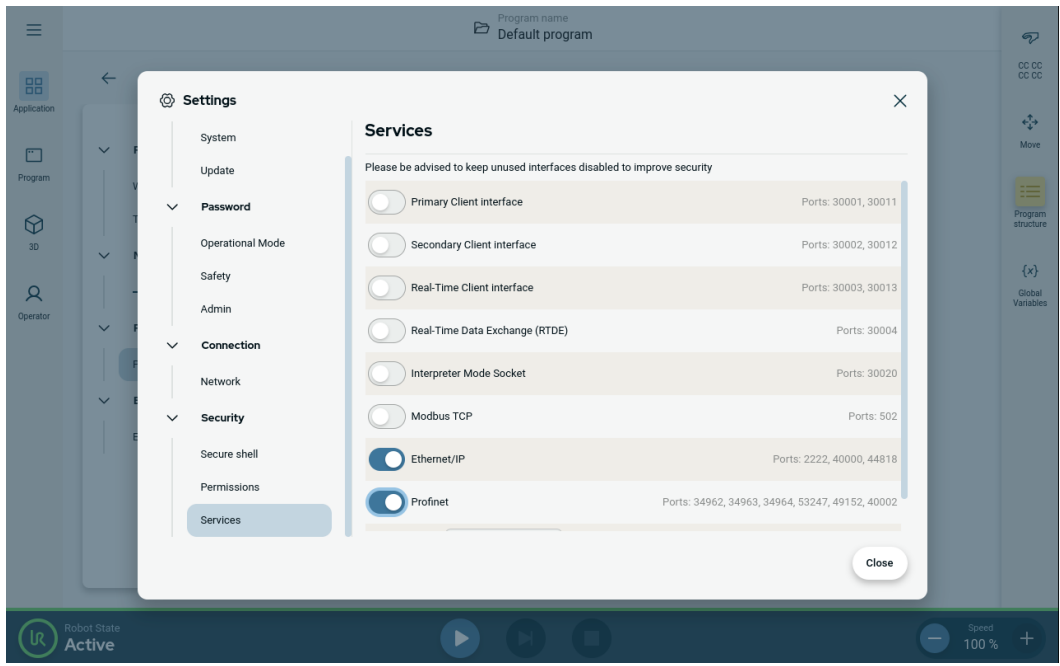 Program name
Default program
Application
Program
3D
Operator
Settings
System
Update
Password
Operational Mode
Safety
Admin
Connection
Network
Security
Secure shell
Permissions
Services
Services
Please be advised to keep unused interfaces disabled to improve security
Primary Client interface Ports: 30001, 30011
Secondary Client interface Ports: 30002, 30012
Real-Time Client interface Ports: 30003, 30013
Real-Time Data Exchange (RTDE) Ports: 30004
Interpreter Mode Socket Ports: 30020
Modbus TCP Ports: 502
Ethernet/IP Ports: 2222, 40000, 44818
Profinet Ports: 34962, 34963, 34964, 53247, 49152, 40002
Close
CC CC
CC CC
Move
Program
structure
{x}
Global
Variables
Robot State
Active
Speed
100 %